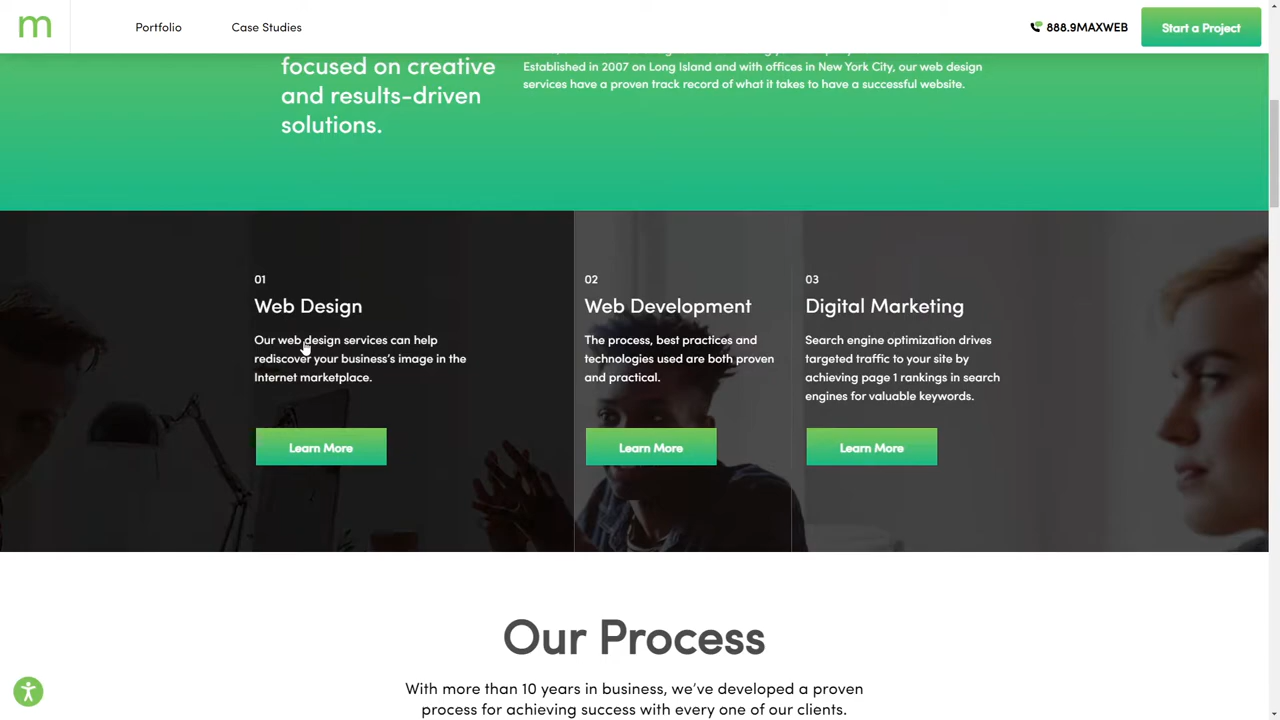 m
Portfolio
Case Studies
888.9MAXWEB
Start a Project
focused on creative
and results-driven
solutions.
Established in 2007 on Long Island and with offices in New York City, our web design
services have a proven track record of what it takes to have a successful website.
01
Web Design
Our web design services can help
rediscover your business's image in the
Internet marketplace.
Learn More
02
Web Development
The process, best practices and
technologies used are both proven
and practical.
Learn More
03
Digital Marketing
Search engine optimization drives
targeted traffic to your site by
achieving page 1 rankings in search
engines for valuable keywords.
Learn More
Our Process
With more than 10 years in business, we've developed a proven
process for achieving success with every one of our clients.